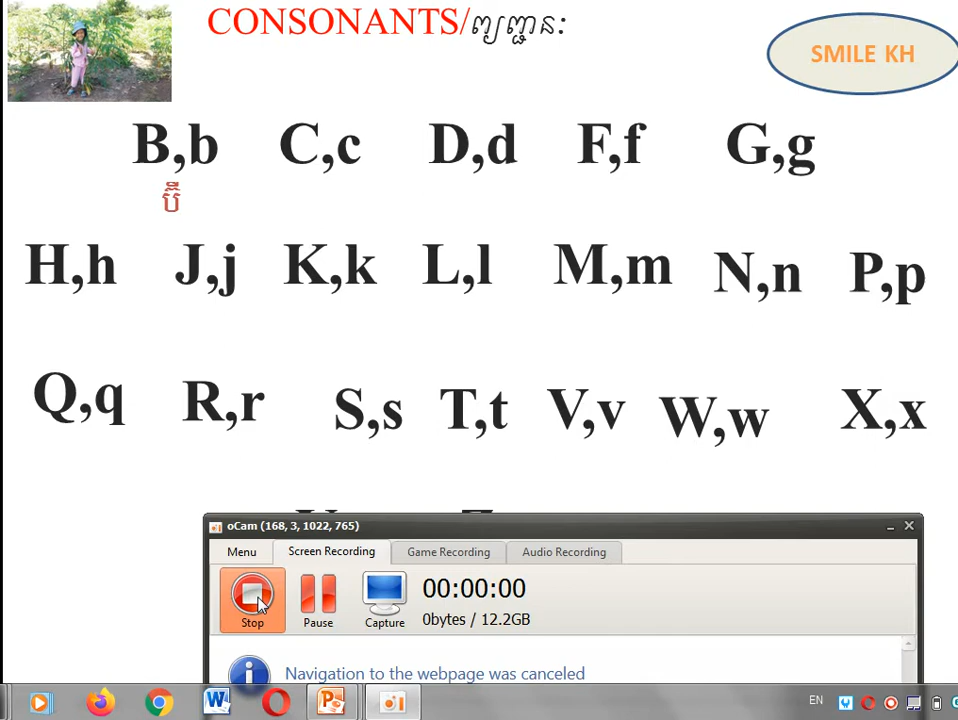 CONSONANTS/ព្យញ្ជនៈ
SMILE KH
B,b C,c D,d F,f G,g
ប៊ី
H,h J,j K,k L,l M,m N,n P,p
Q,q R,r S,s T,t V,v W,w X,x
oCam (168, 3, 1022, 765)
Menu Screen Recording Game Recording Audio Recording
00:00:00
Stop Pause Capture 0bytes / 12.2GB
Navigation to the webpage was canceled
EN